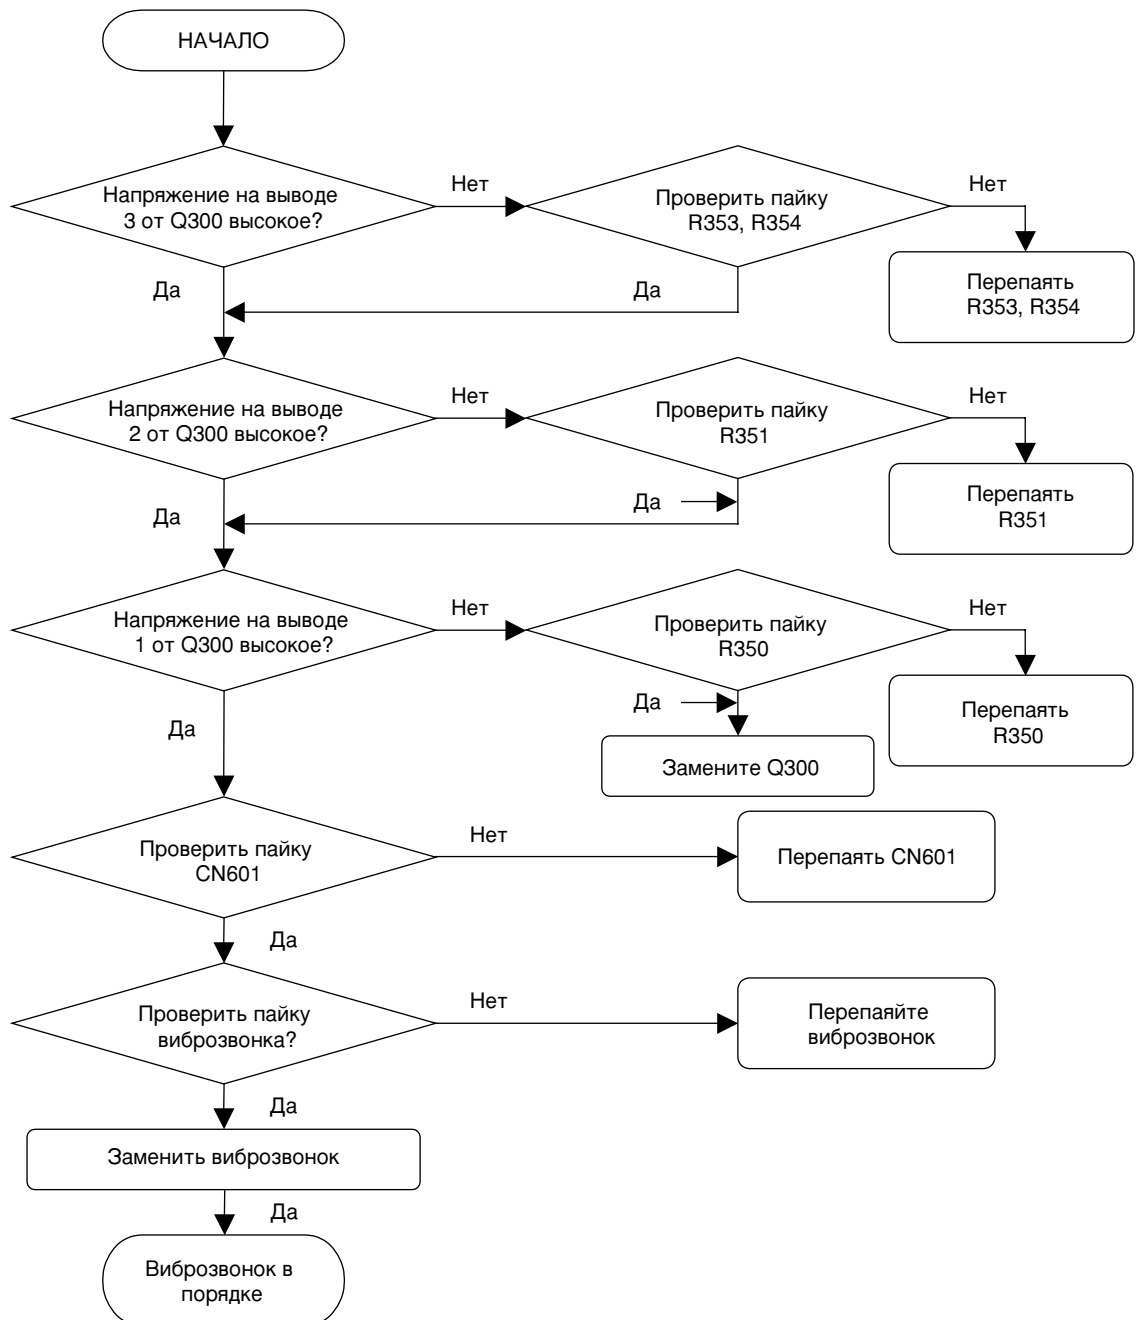 НАЧАЛО
Напряжение на выводе
3 от Q300 высокое?
Нет
Проверить пайку
R353, R354
Нет
Перепаять
R353, R354
Да
Да
Напряжение на выводе
2 от Q300 высокое?
Нет
Проверить пайку
R351
Нет
Перепаять
R351
Да
Да
Напряжение на выводе
1 от Q300 высокое?
Нет
Проверить пайку
R350
Нет
Перепаять
R350
Да
Да
Замените Q300
Проверить пайку
CN601
Нет
Перепаять CN601
Да
Проверить пайку
виброзвонка?
Нет
Перепаяйте
виброзвонок
Да
Заменить виброзвонок
Да
Виброзвонок в
порядке